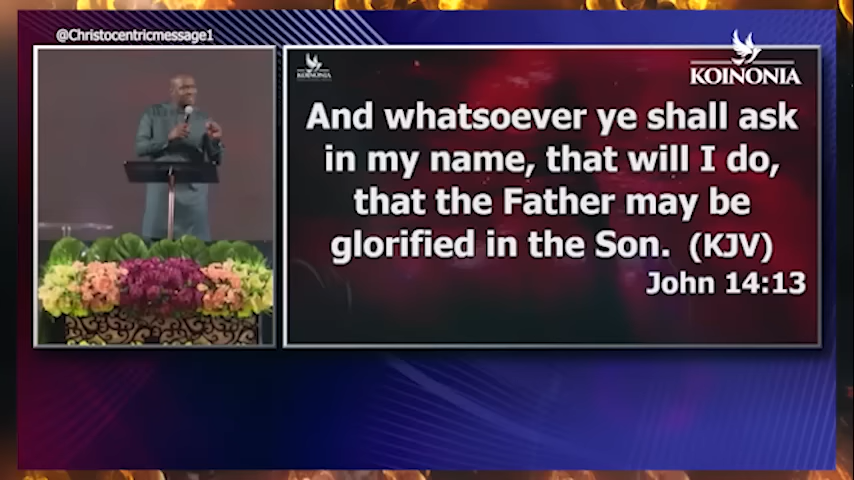 @Christocentricmessage1
KOINONIA
KOINONIA
And whatsoever ye shall ask
in my name, that will I do,
that the Father may be
glorified in the Son. (KJV)
John 14:13